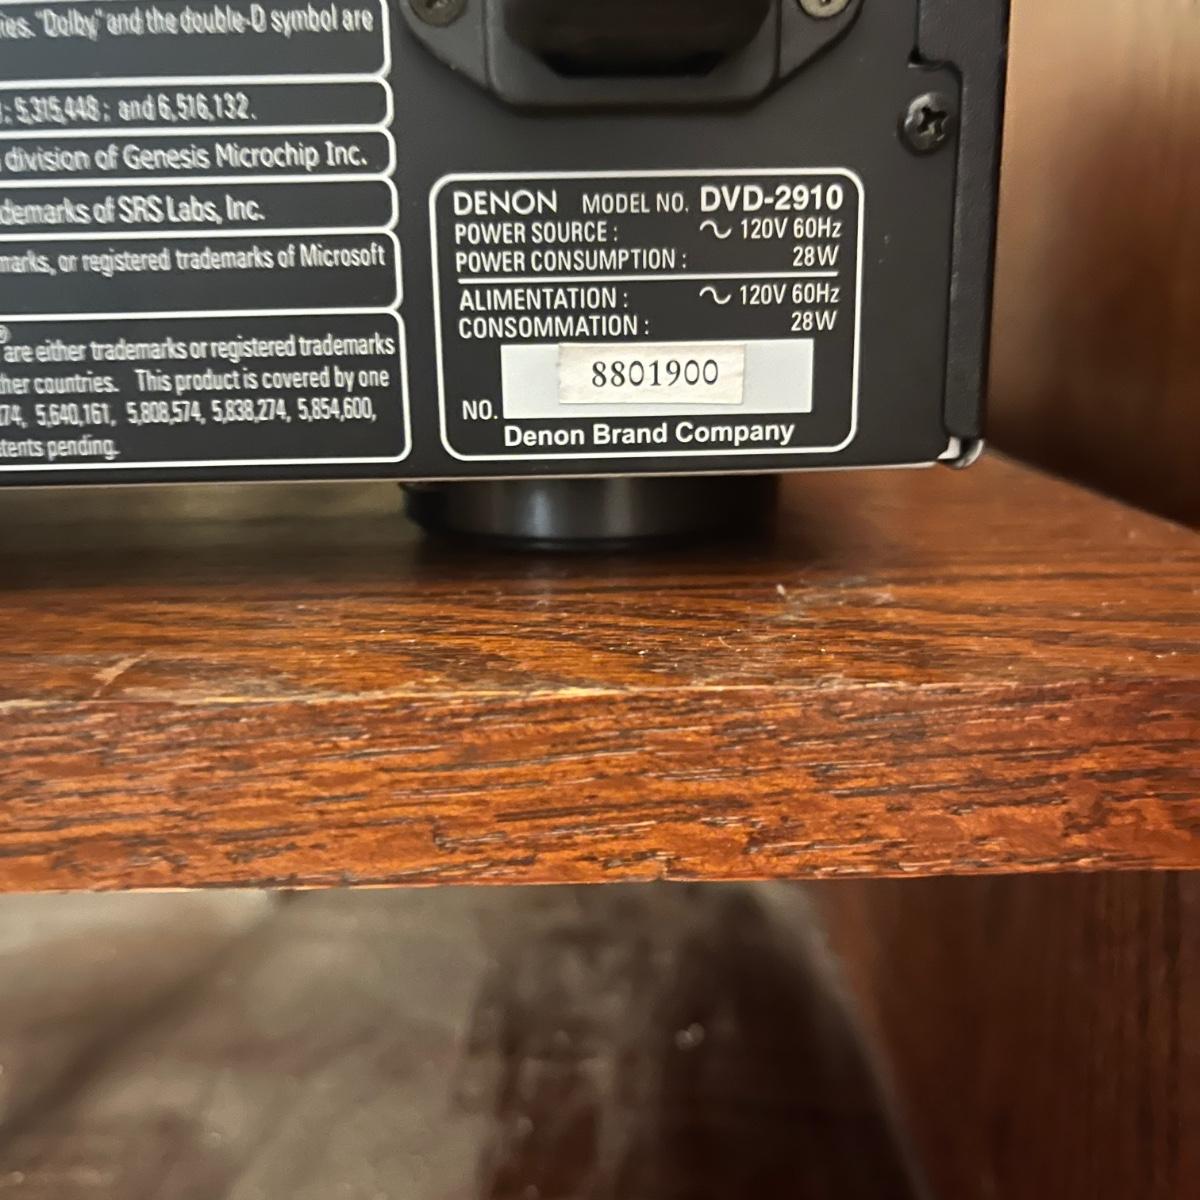 ies. "Dolby" and the double-D symbol are
; 5,315,448 ; and 6,516,132.
division of Genesis Microchip Inc.
demarks of SRS Labs, Inc.
marks, or registered trademarks of Microsoft
® are either trademarks or registered trademarks
her countries. This product is covered by one
74, 5,640,161, 5,808,574, 5,838,274, 5,854,600,
tents pending.
DENON MODEL NO. DVD-2910
POWER SOURCE : ~ 120V 60Hz
POWER CONSUMPTION : 28W
ALIMENTATION : ~ 120V 60Hz
CONSOMMATION : 28W
8801900
NO.
Denon Brand Company